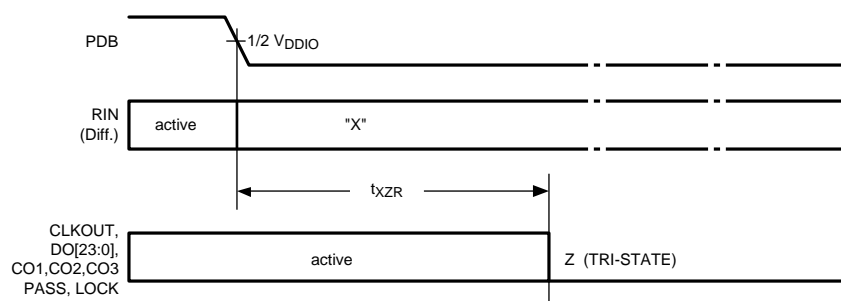 PDB
1/2 VDDIO
RIN
(Diff.)
active
"X"
tXZR
CLKOUT,
DO[23:0],
CO1,CO2,CO3
PASS, LOCK
active
Z (TRI-STATE)